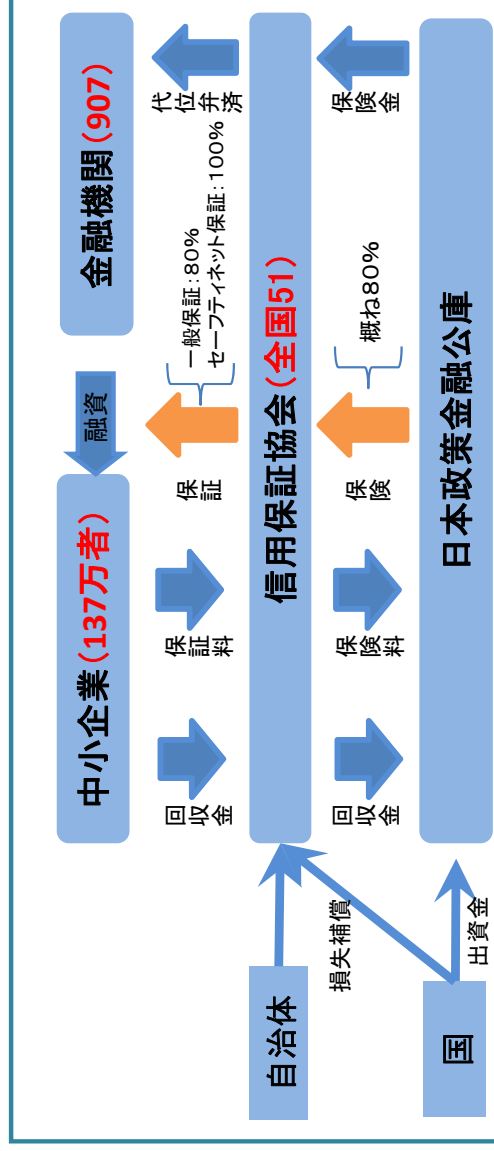 中小企業(137万者)
融資
金融機関(907)
回収金
保証料
保証
一般保証:80%
セーフティネット保証:100%
代位弁済
自治体
信用保証協会(全国51)
損失補償
回収金
保険料
保険
概ね80%
保険金
国
出資金
日本政策金融公庫